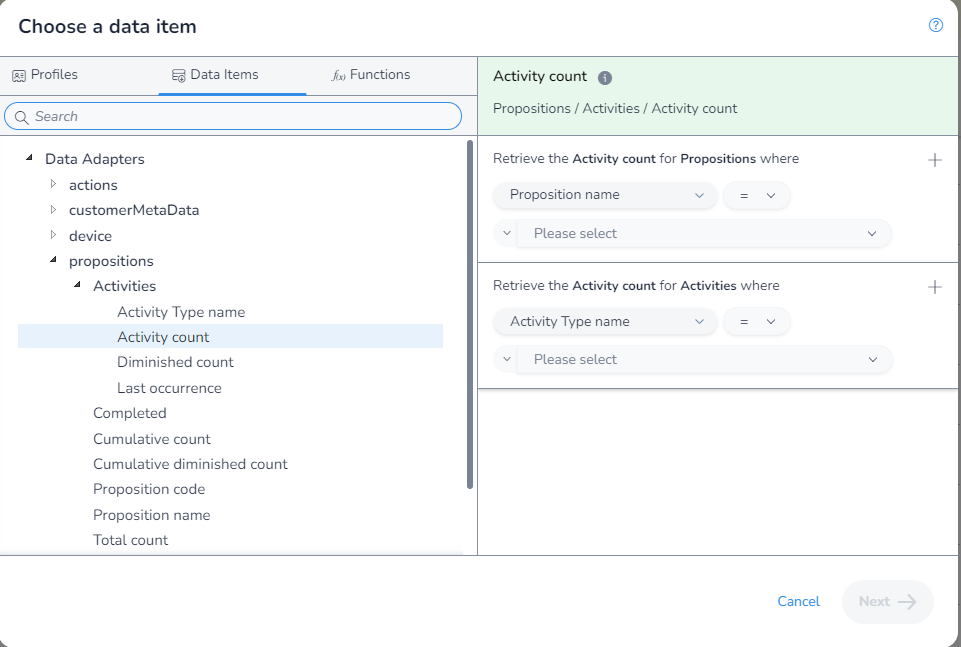 Choose a data item
Profiles
Data Items
f(x) Functions
Search
Data Adapters
actions
customerMetaData
device
propositions
Activities
Activity Type name
Activity count
Diminished count
Last occurrence
Completed
Cumulative count
Cumulative diminished count
Proposition code
Proposition name
Total count
Activity count
Propositions / Activities / Activity count
Retrieve the Activity count for Propositions where
Proposition name
=
Please select
Retrieve the Activity count for Activities where
Activity Type name
=
Please select
Cancel
Next